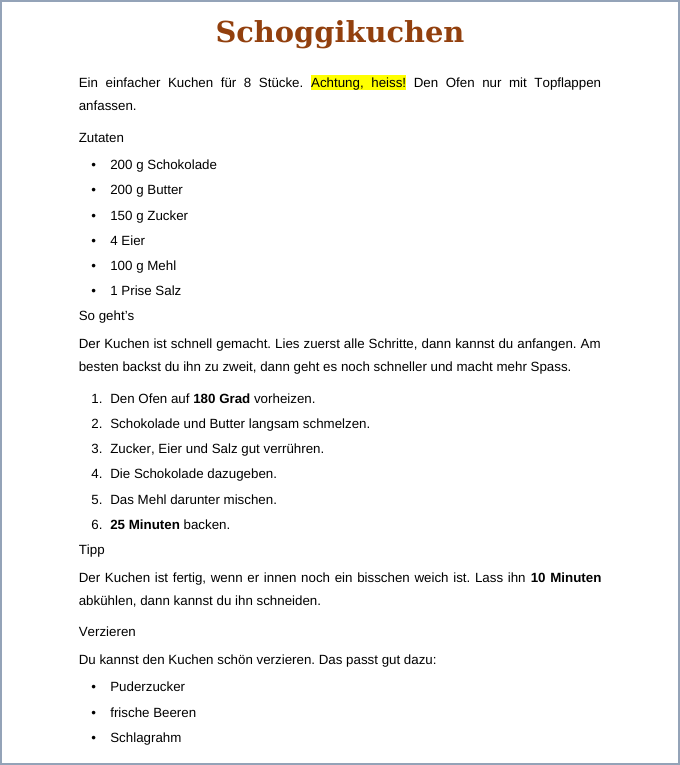 Schoggikuchen
Ein einfacher Kuchen für 8 Stücke. Achtung, heiss! Den Ofen nur mit Topflappen
anfassen.
Zutaten
• 200 g Schokolade
• 200 g Butter
• 150 g Zucker
• 4 Eier
• 100 g Mehl
• 1 Prise Salz
So geht’s
Der Kuchen ist schnell gemacht. Lies zuerst alle Schritte, dann kannst du anfangen. Am
besten backst du ihn zu zweit, dann geht es noch schneller und macht mehr Spass.
1. Den Ofen auf 180 Grad vorheizen.
2. Schokolade und Butter langsam schmelzen.
3. Zucker, Eier und Salz gut verrühren.
4. Die Schokolade dazugeben.
5. Das Mehl darunter mischen.
6. 25 Minuten backen.
Tipp
Der Kuchen ist fertig, wenn er innen noch ein bisschen weich ist. Lass ihn 10 Minuten
abkühlen, dann kannst du ihn schneiden.
Verzieren
Du kannst den Kuchen schön verzieren. Das passt gut dazu:
• Puderzucker
• frische Beeren
• Schlagrahm